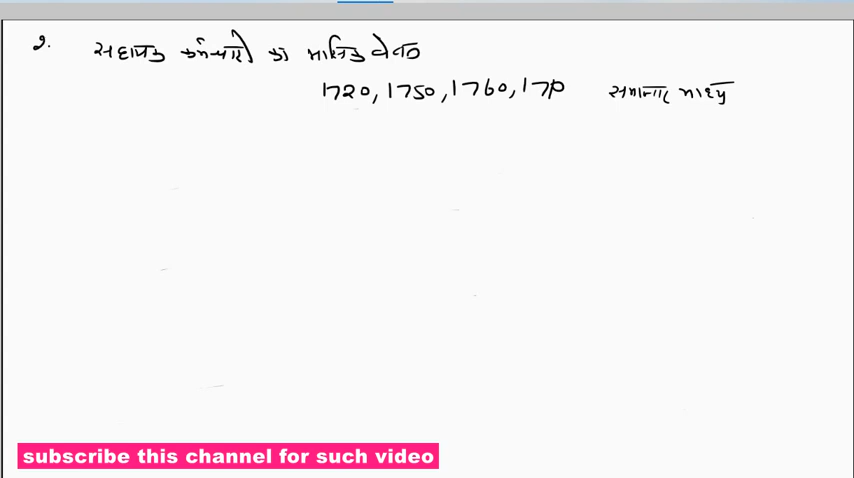 2. सहायक कर्मचारी का मासिक वेतन
1720, 1750, 1760, 1770 समान्तर माध्य
subscribe this channel for such video